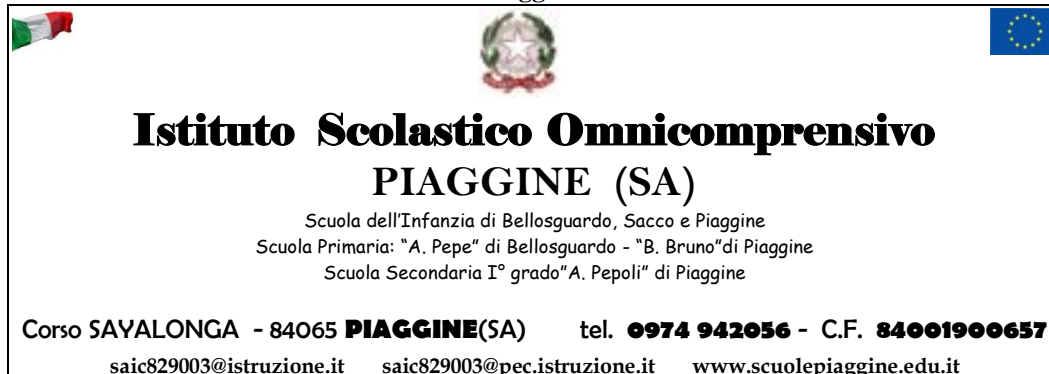 Istituto Scolastico Omnicomprensivo
PIAGGINE (SA)
Scuola dell'Infanzia di Bellosguardo, Sacco e Piaggine
Scuola Primaria: "A. Pepe" di Bellosguardo - "B. Bruno"di Piaggine
Scuola Secondaria I° grado"A. Pepoli" di Piaggine
Corso SAYALONGA - 84065 PIAGGINE(SA) tel. 0974 942056 - C.F. 84001900657
saic829003@istruzione.it saic829003@pec.istruzione.it www.scuolepiaggine.edu.it